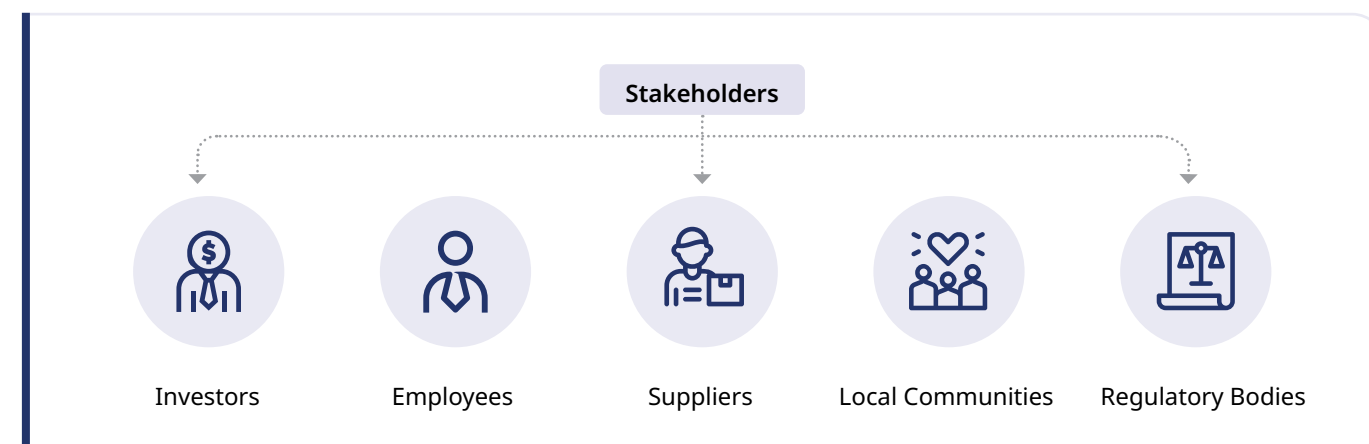 Stakeholders
$
Investors
Employees
Suppliers
Local Communities
Regulatory Bodies